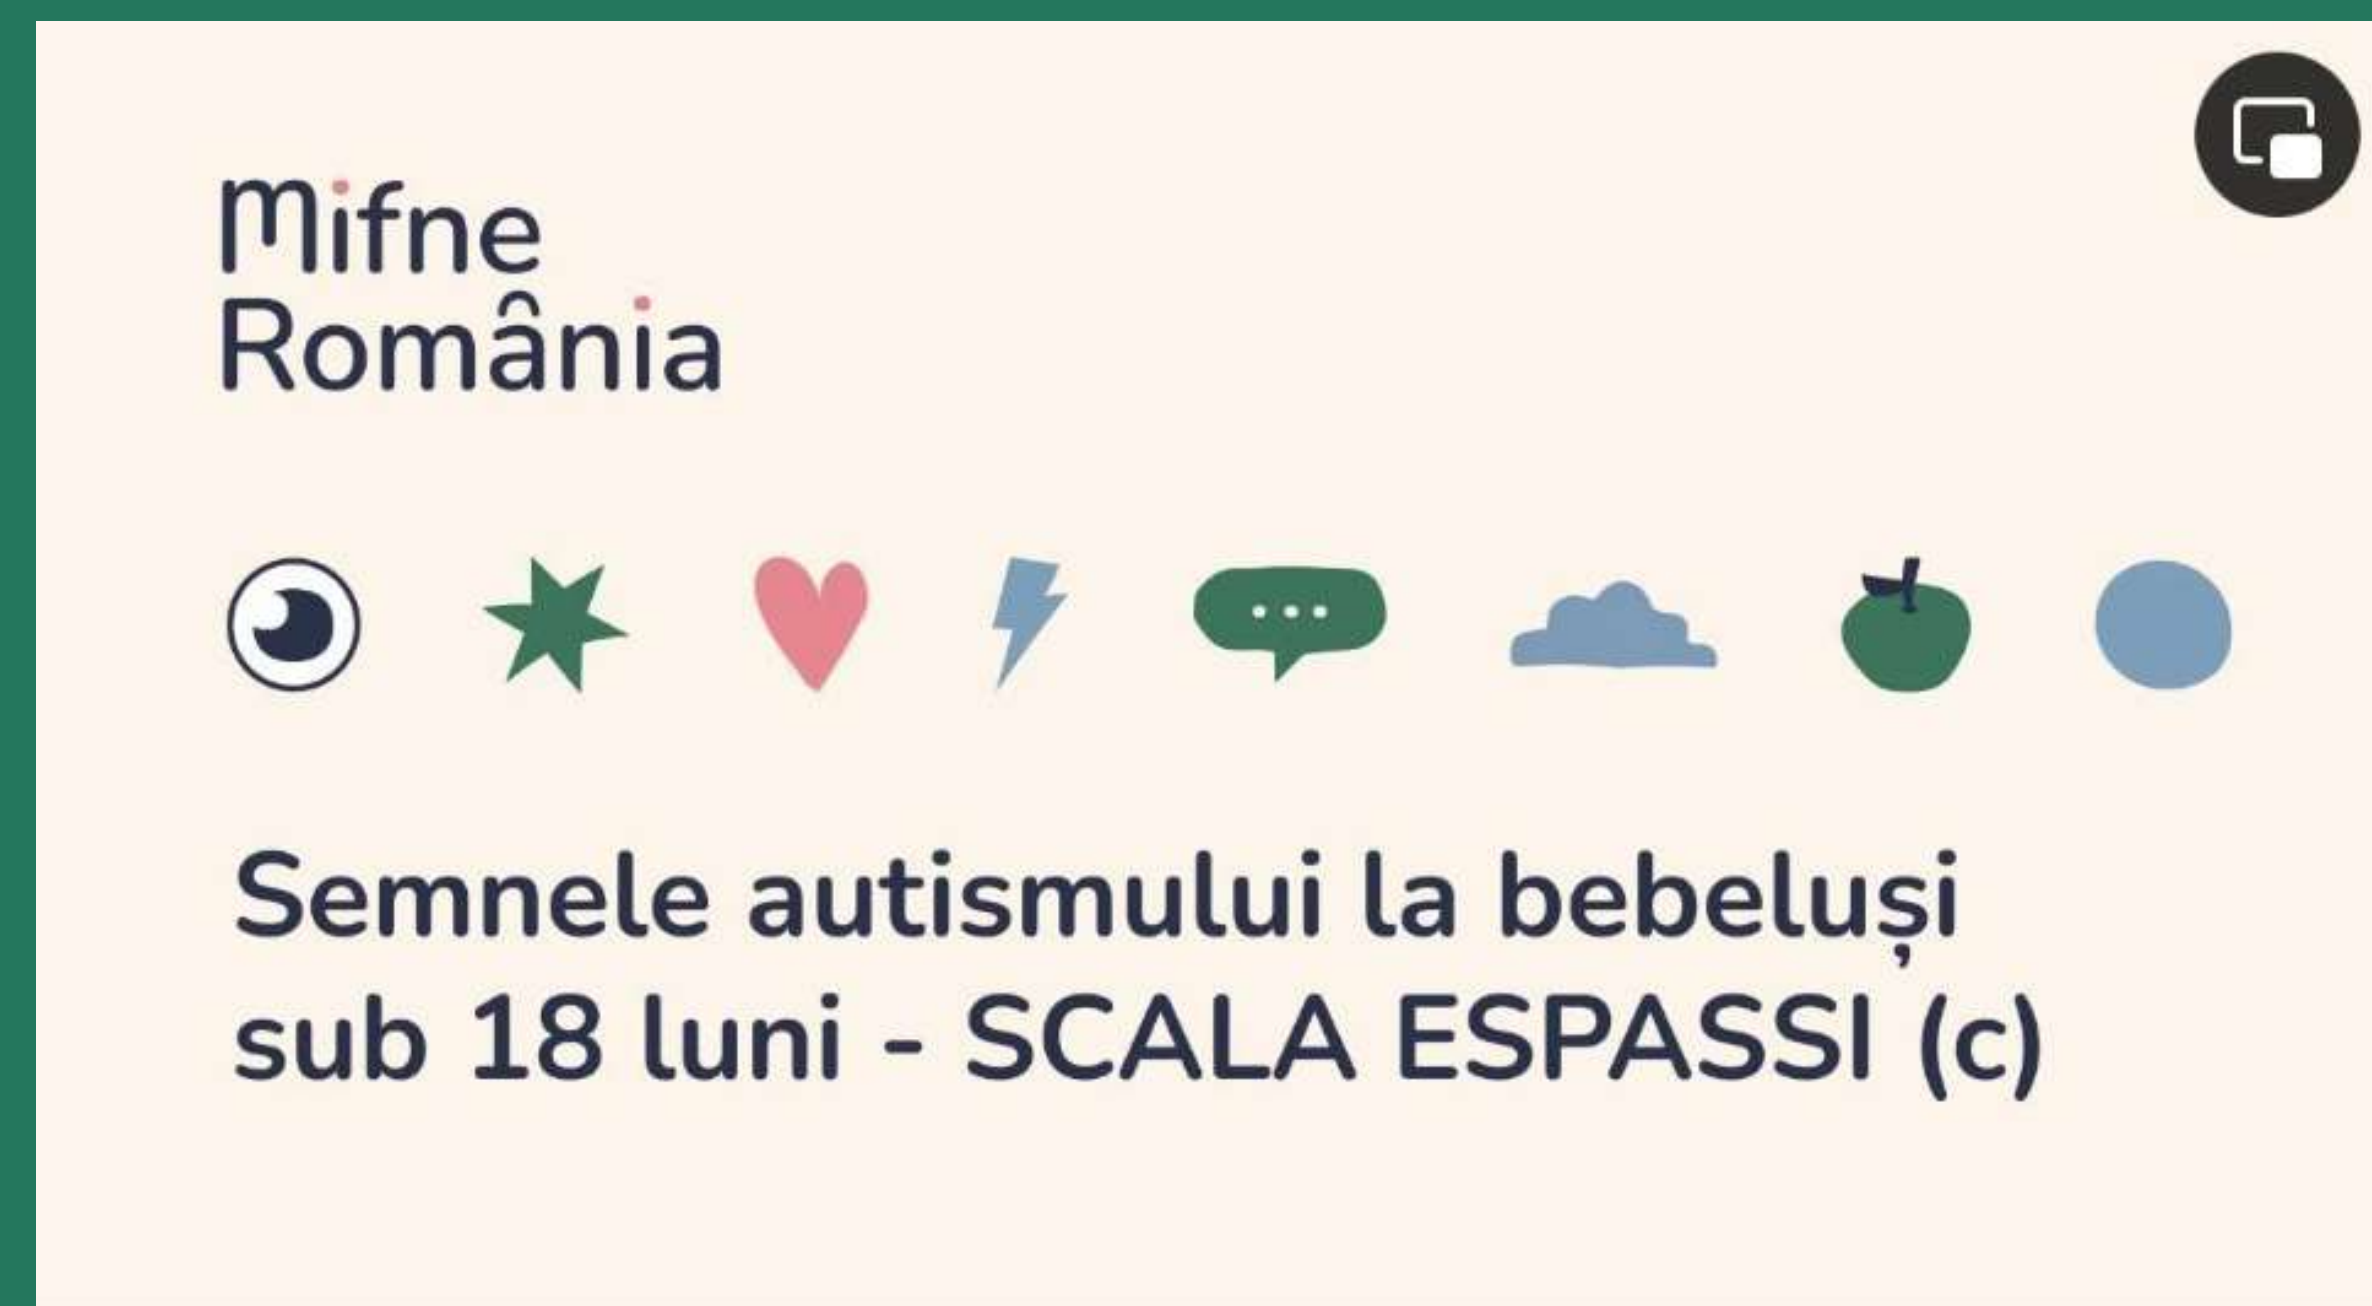 Mifne
România
Semnele autismului la bebeluși
sub 18 luni - SCALA ESPASSI (c)